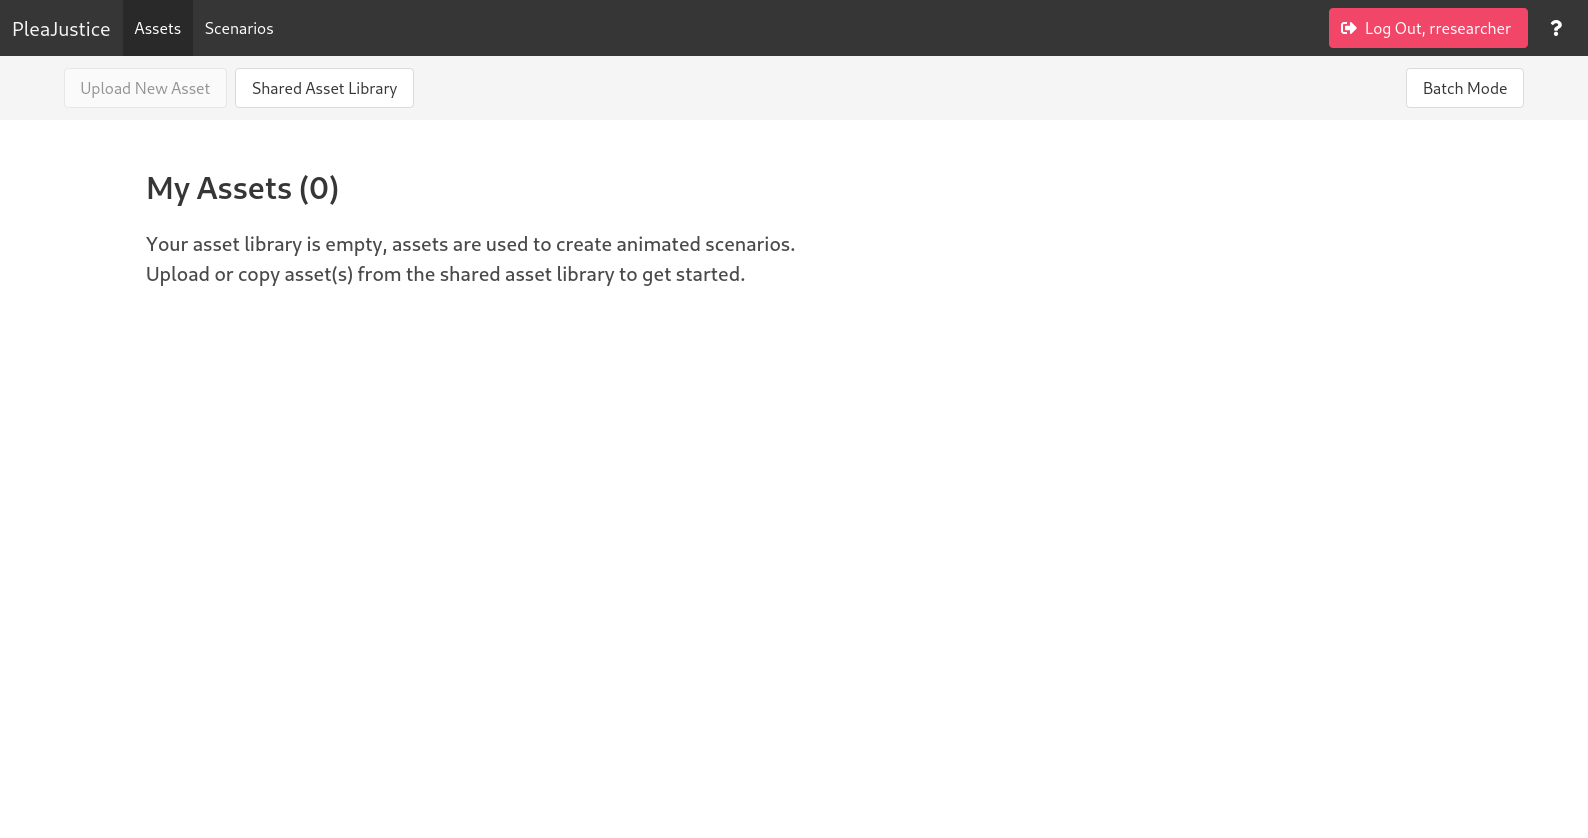 PleaJustice Assets Scenarios Log Out, rresearcher ?
Upload New Asset Shared Asset Library Batch Mode
My Assets (0)
Your asset library is empty, assets are used to create animated scenarios.
Upload or copy asset(s) from the shared asset library to get started.